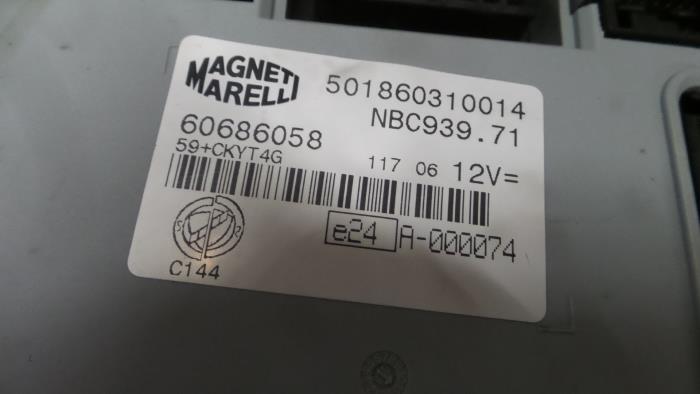 MAGNETI
MARELLI
501860310014
NBC939.71
60686058
59+CKYT4G
117 06 12V=
e24 A-000074
C144